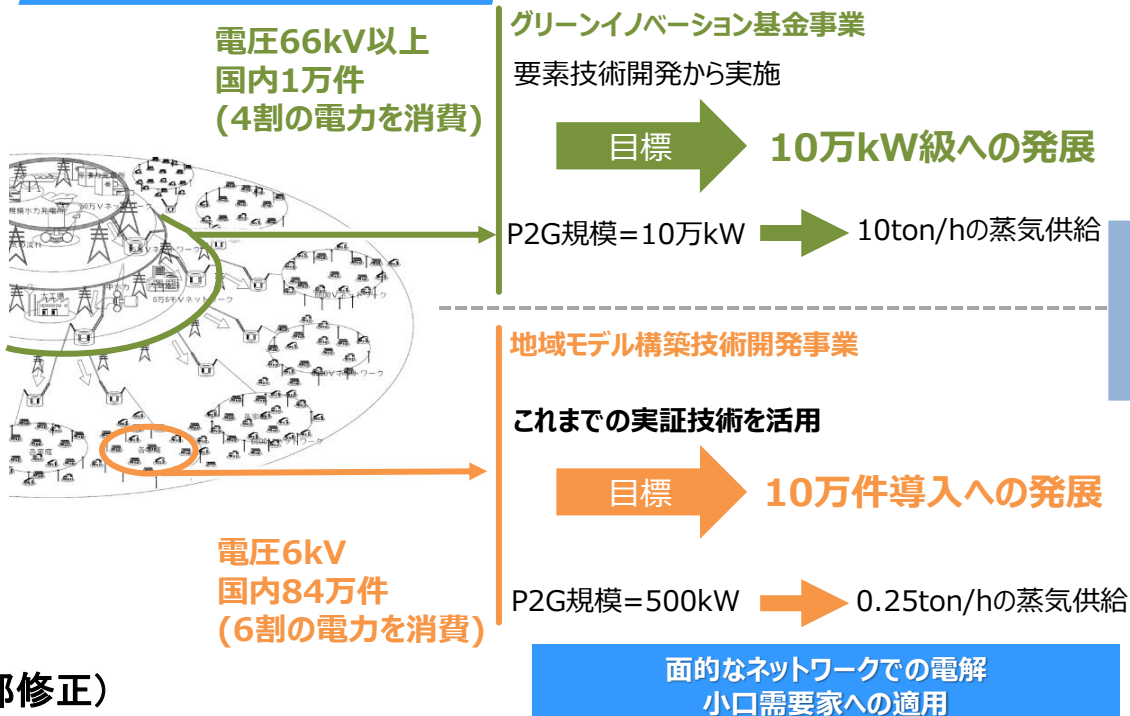 電圧66kV以上
国内1万件
(4割の電力を消費)
グリーンイノベーション基金事業
要素技術開発から実施
目標
10万kW級への発展
P2G規模=10万kW
10ton/hの蒸気供給
地域モデル構築技術開発事業
これまでの実証技術を活用
目標
10万件導入への発展
電圧6kV
国内84万件
(6割の電力を消費)
P2G規模=500kW
0.25ton/hの蒸気供給
面的なネットワークでの電解
小口需要家への適用
部修正）